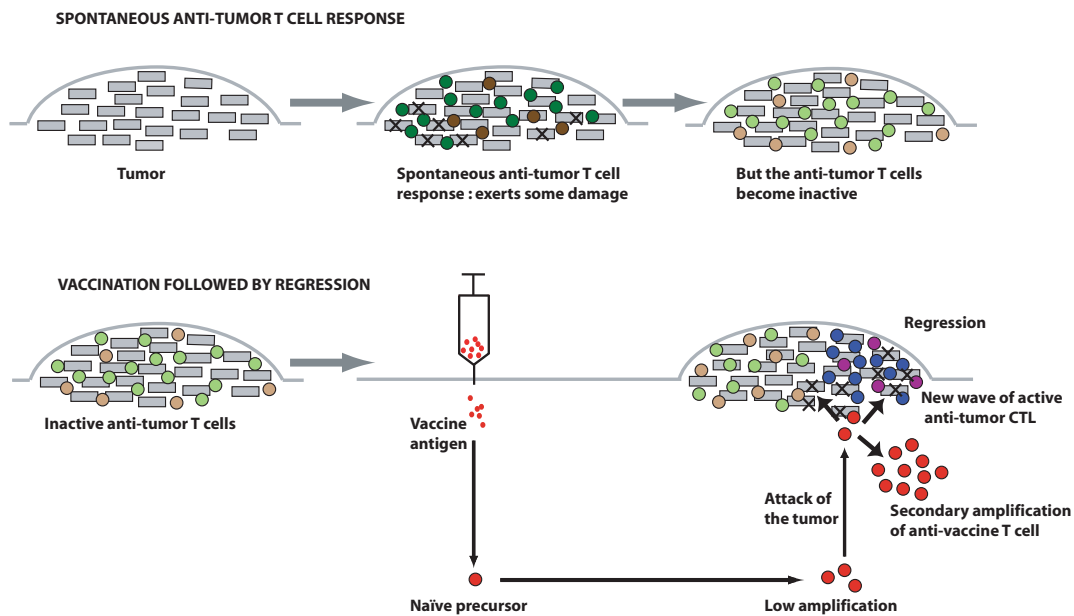 SPONTANEOUS ANTI-TUMOR T CELL RESPONSE
Tumor
Spontaneous anti-tumor T cell
response : exerts some damage
But the anti-tumor T cells
become inactive
VACCINATION FOLLOWED BY REGRESSION
Inactive anti-tumor T cells
Vaccine
antigen
Regression
New wave of active
anti-tumor CTL
Attack of
the tumor
Secondary amplification
of anti-vaccine T cell
Naïve precursor
Low amplification